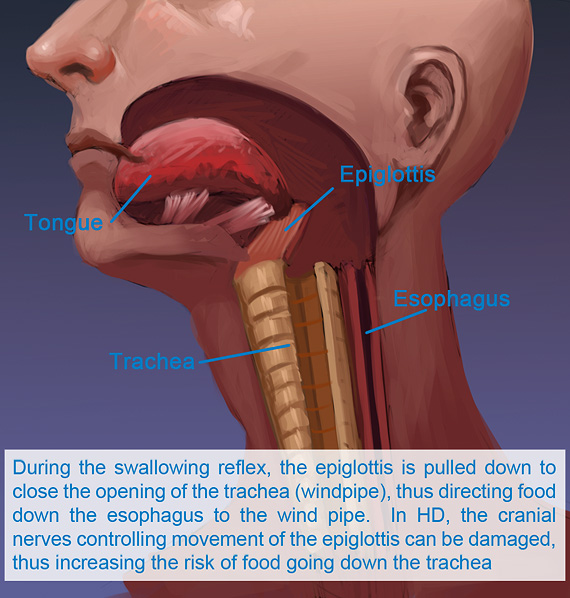 Epiglottis
Tongue
Esophagus
Trachea
During the swallowing reflex, the epiglottis is pulled down to
close the opening of the trachea (windpipe), thus directing food
down the esophagus to the wind pipe. In HD, the cranial
nerves controlling movement of the epiglottis can be damaged,
thus increasing the risk of food going down the trachea